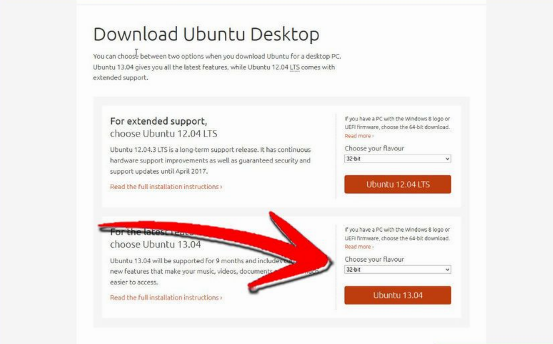 Download Ubuntu Desktop
You can choose between two options when you download Ubuntu for a desktop PC.
Ubuntu 13.04 gives you all the latest features, while Ubuntu 12.04 LTS comes with
extended support.
For extended support,
choose Ubuntu 12.04 LTS
Ubuntu 12.04.3 LTS is a long-term support release. It has continuous
hardware support improvements as well as guaranteed security and
support updates until April 2017.
Read the full installation instructions ›
If you have a PC with the Windows 8 logo or
UEFI firmware, choose the 64-bit download.
Read more ›
Choose your flavour
32-bit
Ubuntu 12.04 LTS
For the latest
choose Ubuntu 13.04
Ubuntu 13.04 will be supported for 9 months and includes
new features that make your music, videos,
easier to access.
Read the full installation instructions ›
If you have a PC with the Windows 8 logo or
UEFI firmware, choose the 64-bit download.
Read more ›
Choose your flavour
32-bit
Ubuntu 13.04